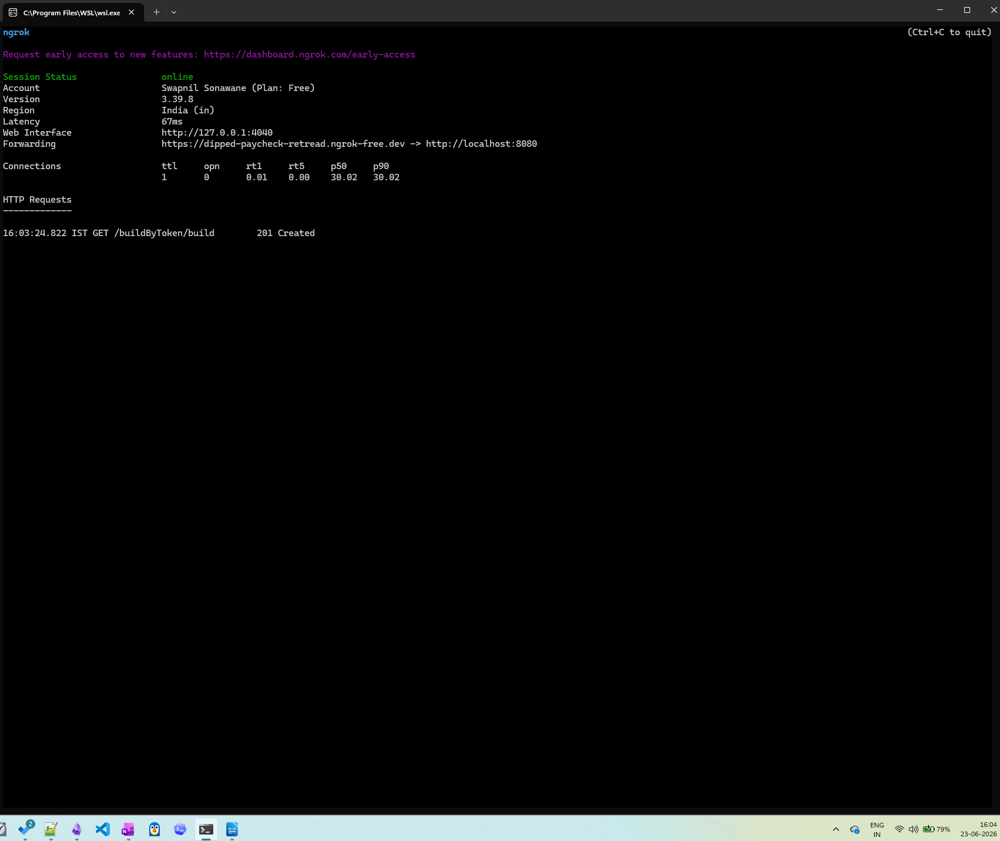 C:\Program Files\WSL\wsl.exe
ngrok (Ctrl+C to quit)
Request early access to new features: https://dashboard.ngrok.com/early-access
Session Status online
Account Swapnil Sonawane (Plan: Free)
Version 3.39.8
Region India (in)
Latency 67ms
Web Interface http://127.0.0.1:4040
Forwarding https://dipped-paycheck-retread.ngrok-free.dev -> http://localhost:8080
Connections ttl opn rt1 rt5 p50 p90
1 0 0.01 0.00 30.02 30.02
HTTP Requests
-------------
16:03:24.822 IST GET /buildByToken/build 201 Created
2
ENG
IN
79%
16:04
23-06-2026